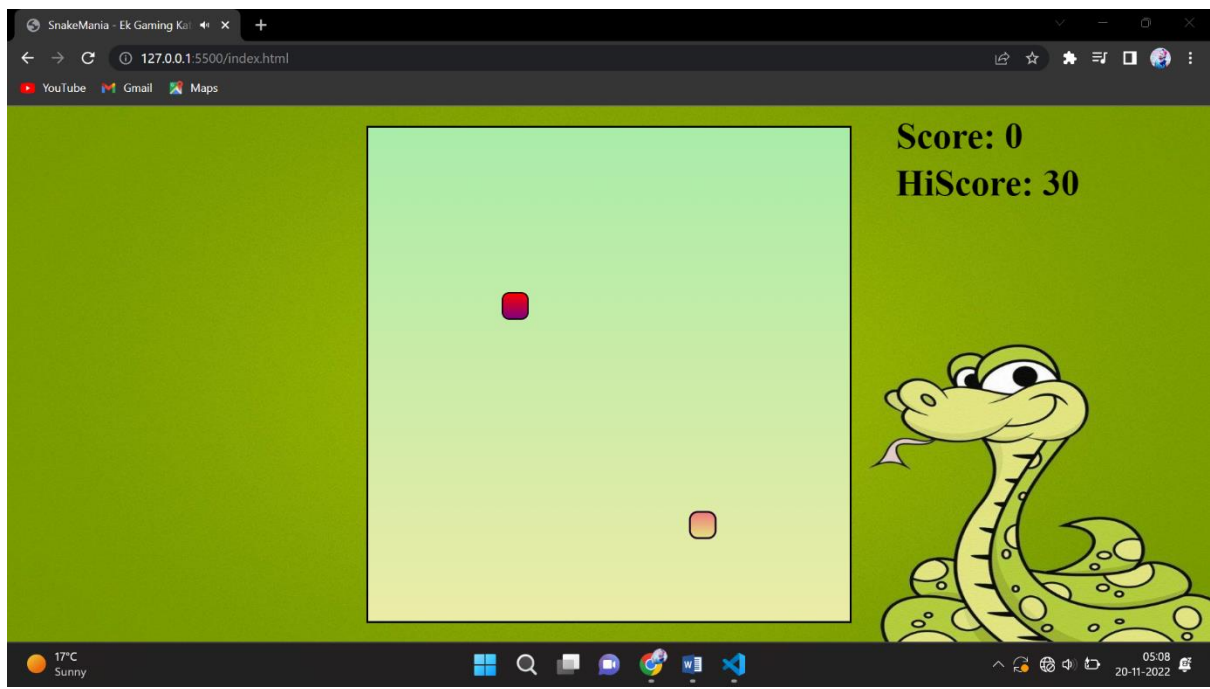 SnakeMania - Ek Gaming Kat
127.0.0.1:5500/index.html
YouTube Gmail Maps
Score: 0
HiScore: 30
17°C
Sunny
05:08
20-11-2022